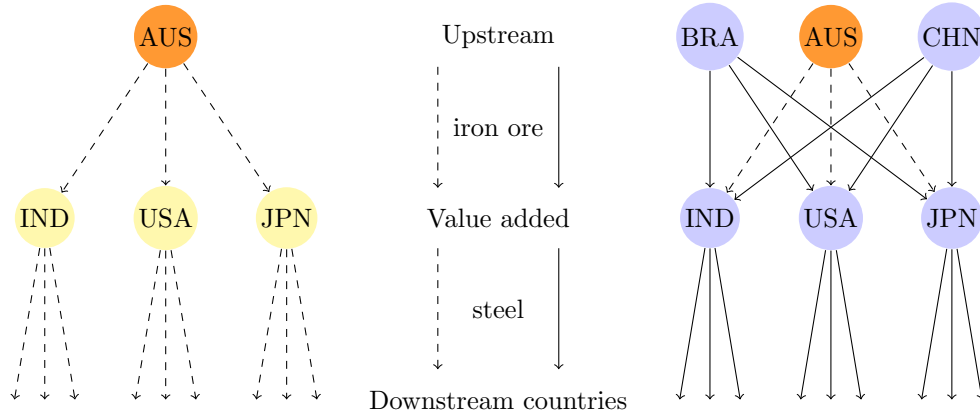 AUS
Upstream
BRA
AUS
CHN
iron ore
IND
USA
JPN
Value added
IND
USA
JPN
steel
Downstream countries